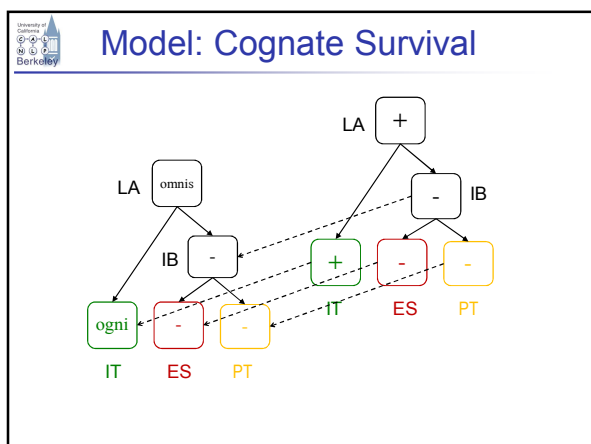 University of
California
C A L
N L P
Berkeley
Model: Cognate Survival
LA
+
-
IB
+
-
-
IT
ES
PT
LA
omnis
IB
-
ogni
-
-
IT
ES
PT